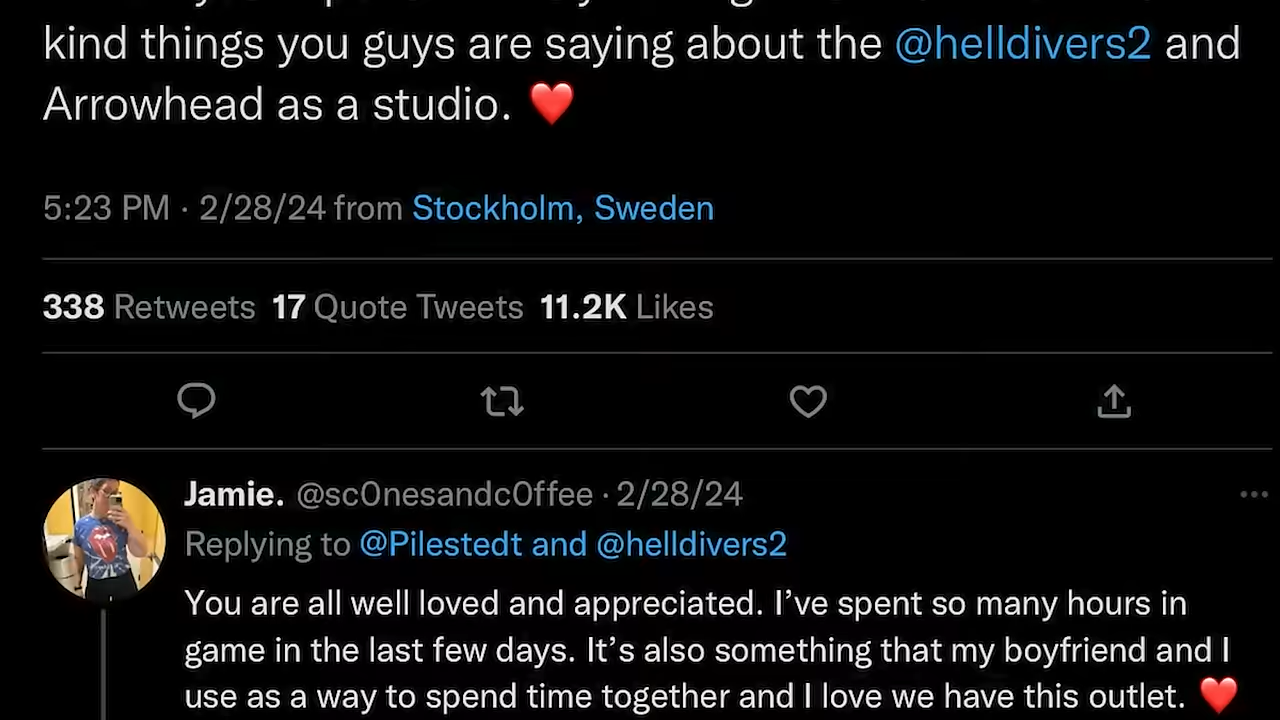 kind things you guys are saying about the @helldivers2 and
Arrowhead as a studio. ❤️
5:23 PM · 2/28/24 from Stockholm, Sweden
338 Retweets 17 Quote Tweets 11.2K Likes
Jamie. @sc0nesandc0ffee · 2/28/24
Replying to @Pilestedt and @helldivers2
You are all well loved and appreciated. I’ve spent so many hours in
game in the last few days. It’s also something that my boyfriend and I
use as a way to spend time together and I love we have this outlet. ❤️